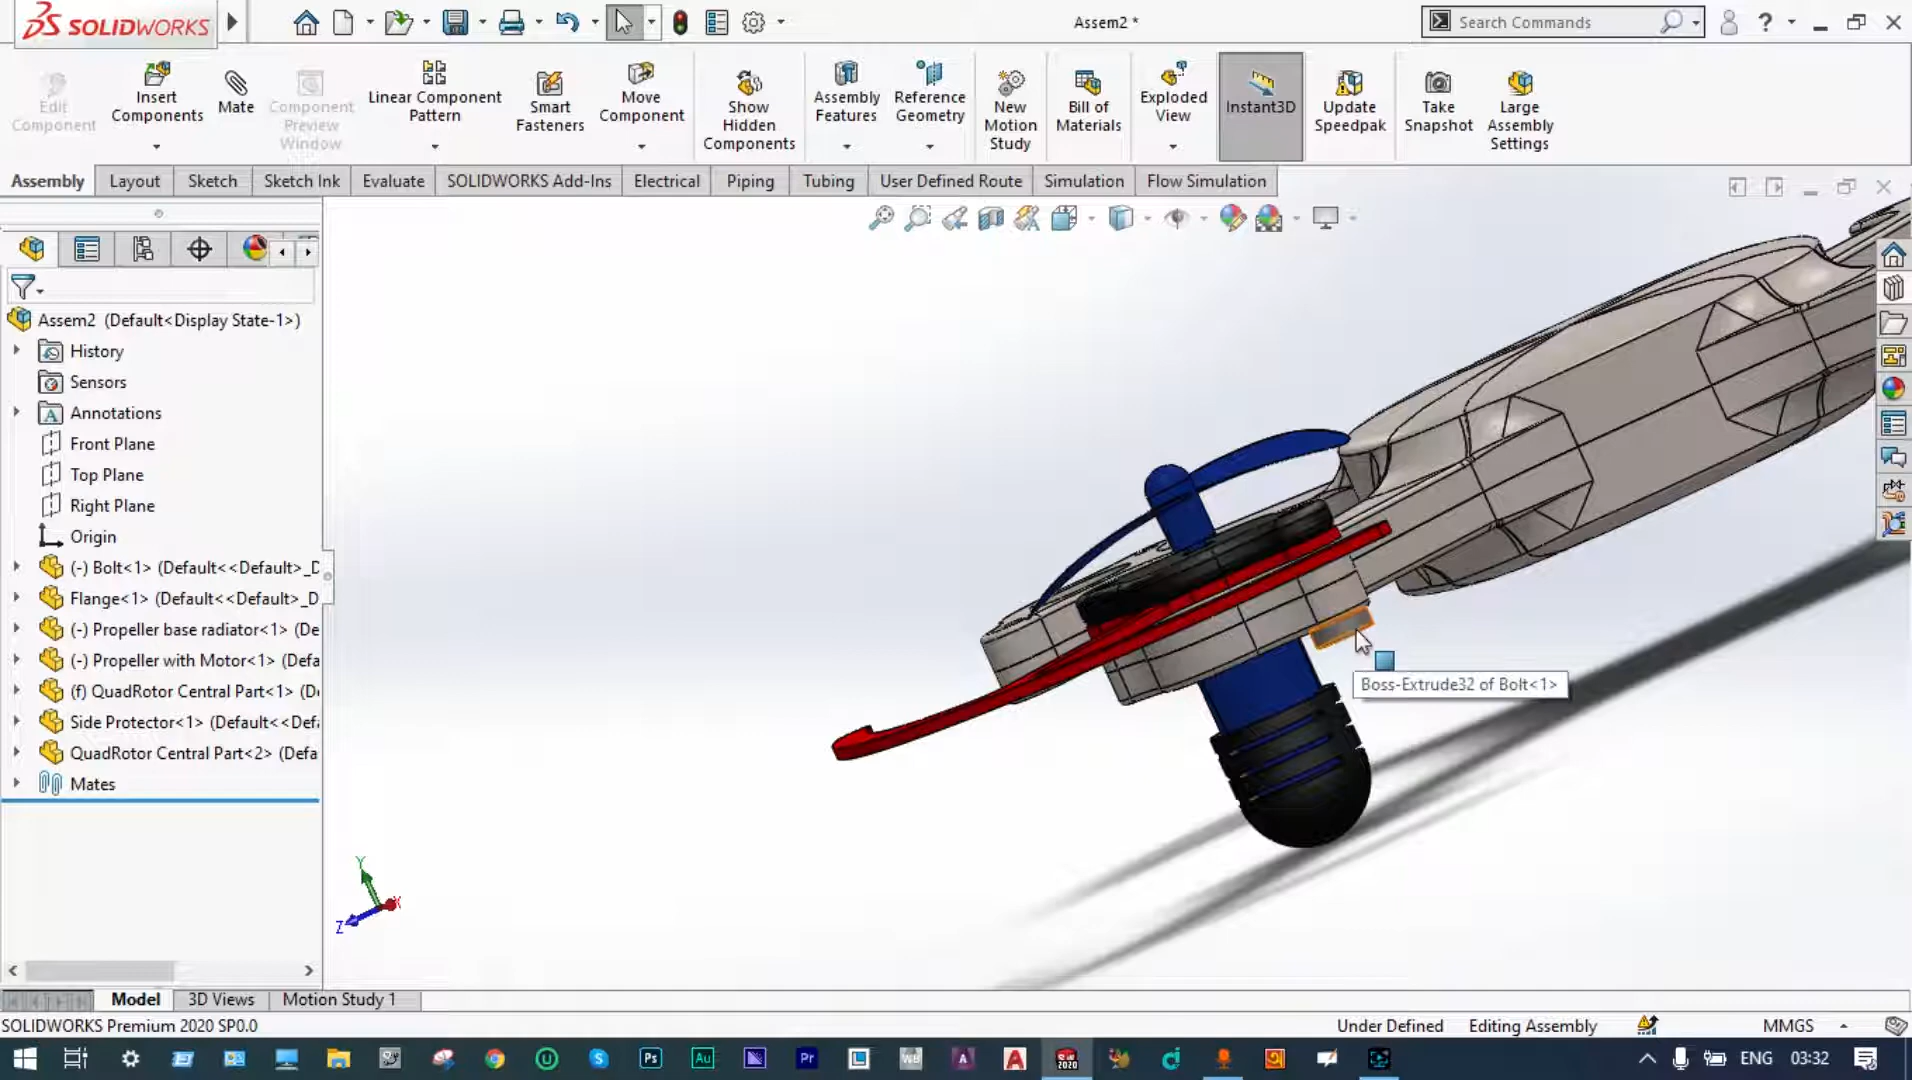 SOLIDWORKS
Assem2 *
Search Commands
Edit Component
Insert Components
Mate
Component Preview Window
Linear Component Pattern
Smart Fasteners
Move Component
Show Hidden Components
Assembly Features
Reference Geometry
New Motion Study
Bill of Materials
Exploded View
Instant3D
Update Speedpak
Take Snapshot
Large Assembly Settings
Assembly
Layout
Sketch
Sketch Ink
Evaluate
SOLIDWORKS Add-Ins
Electrical
Piping
Tubing
User Defined Route
Simulation
Flow Simulation
Assem2 (Default<Display State-1>)
History
Sensors
Annotations
Front Plane
Top Plane
Right Plane
Origin
(-) Bolt<1> (Default<<Default>_D
Flange<1> (Default<<Default>_D
(-) Propeller base radiator<1> (De
(-) Propeller with Motor<1> (Defa
(f) QuadRotor Central Part<1> (D
Side Protector<1> (Default<<Def
QuadRotor Central Part<2> (Defa
Mates
Boss-Extrude32 of Bolt<1>
Y
X
Z
Model
3D Views
Motion Study 1
SOLIDWORKS Premium 2020 SP0.0
Under Defined
Editing Assembly
MMGS
Ps
Au
Pr
ENG
03:32